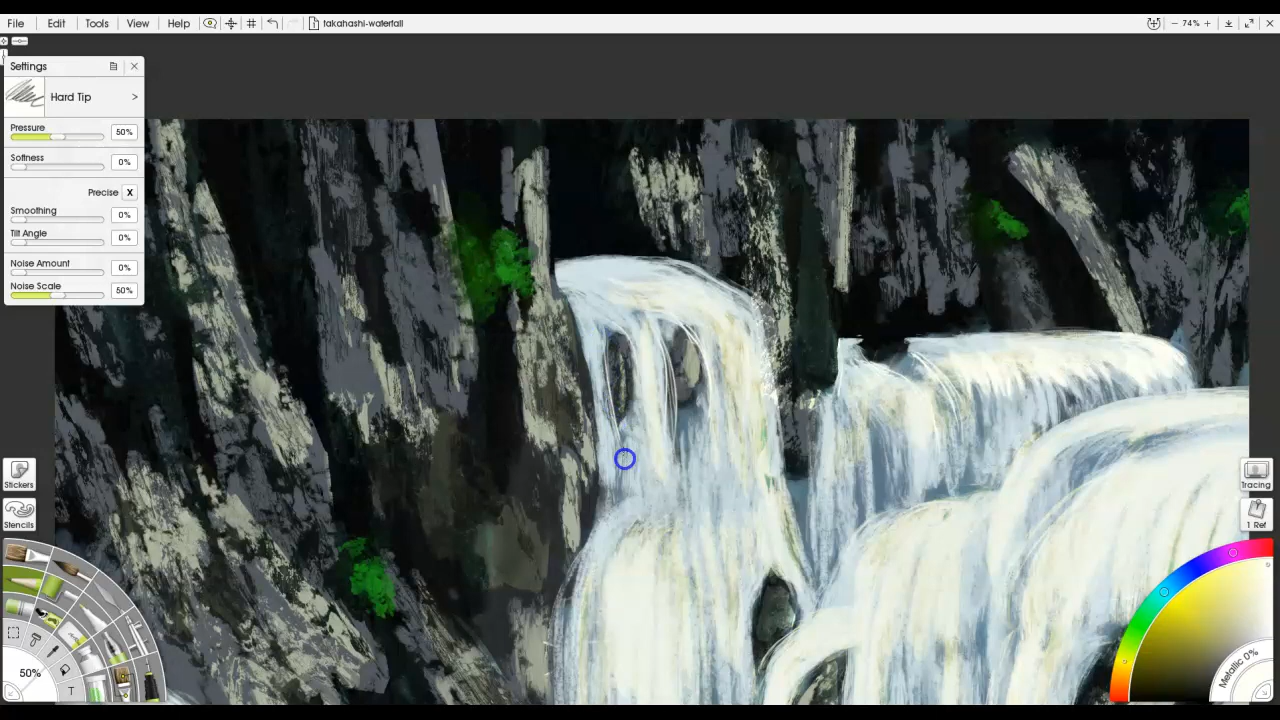 File Edit Tools View Help takahashi-waterfall − 74% +
Settings
Hard Tip >
Pressure 50%
Softness 0%
Precise X
Smoothing 0%
Tilt Angle 0%
Noise Amount 0%
Noise Scale 50%
Stickers
Stencils
Tracing
1 Ref
50%
T
Metallic 0%